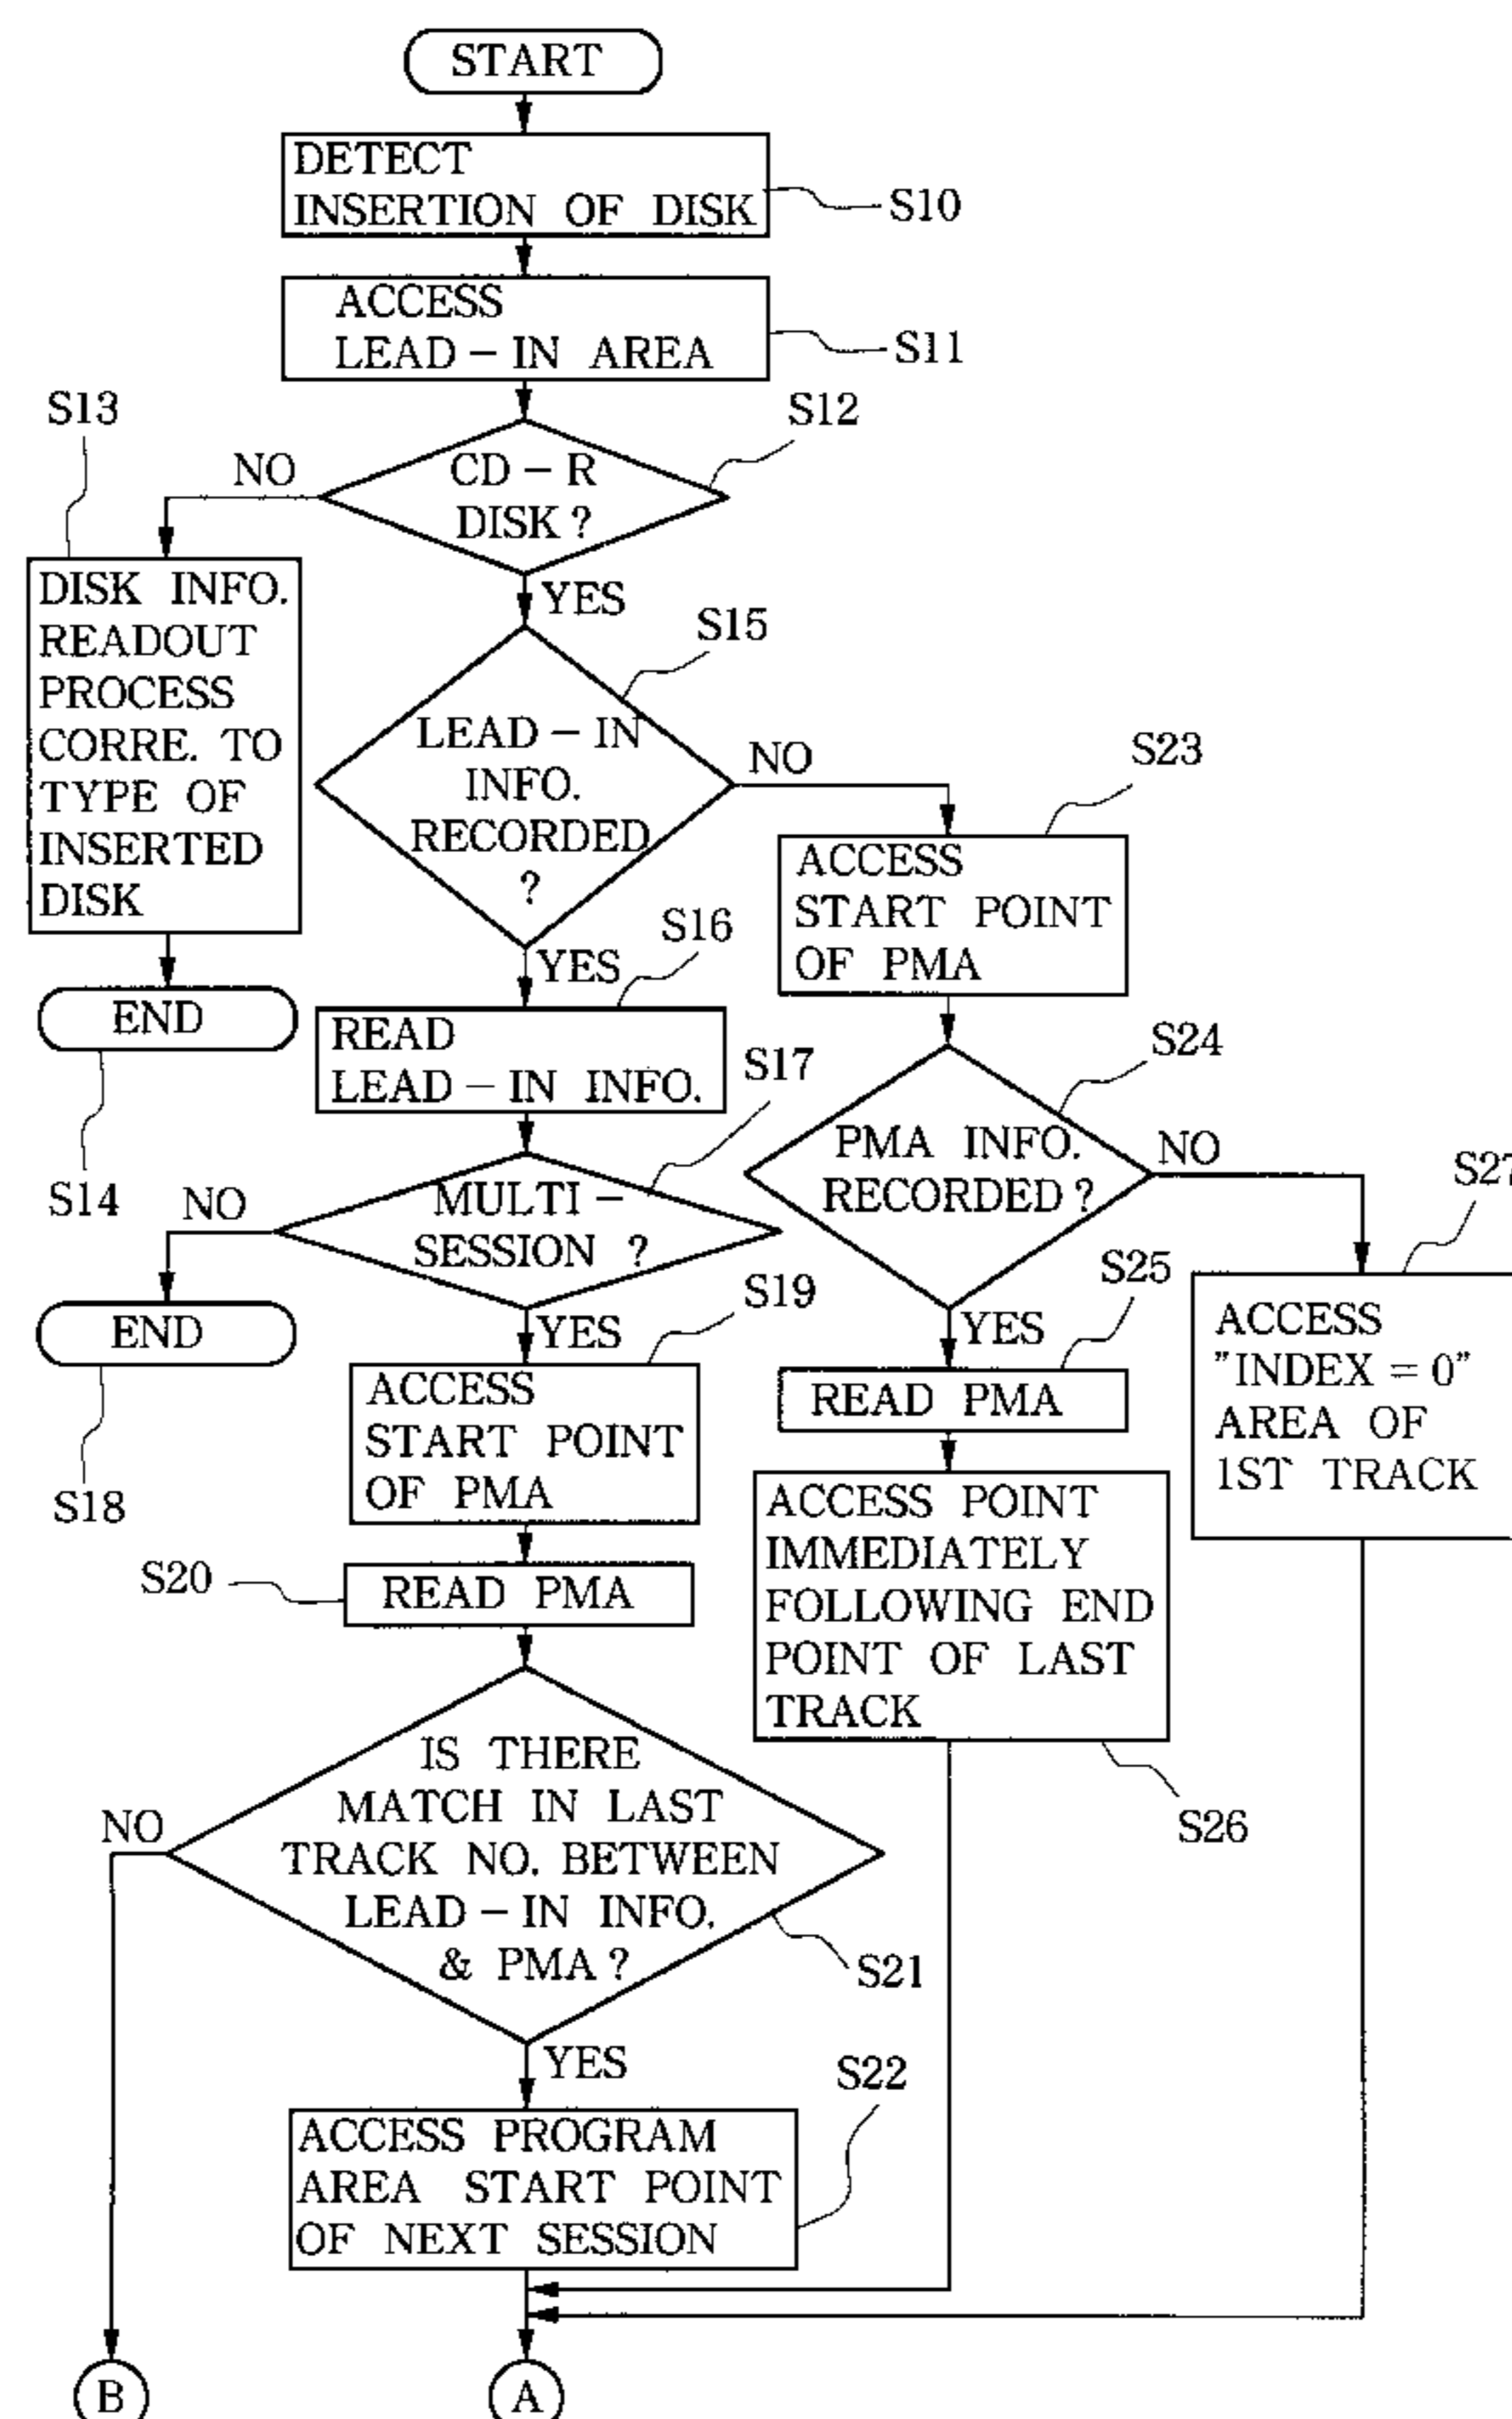 START
DETECT
INSERTION OF DISK
S10
ACCESS
LEAD-IN AREA
S11
S13
S12
NO
CD-R
DISK?
YES
DISK INFO.
READOUT
PROCESS
CORRE. TO
TYPE OF
INSERTED
DISK
S15
LEAD-IN
INFO.
RECORDED
?
NO
S23
ACCESS
START POINT
OF PMA
YES
S16
END
S14
READ
LEAD-IN INFO.
S17
S24
PMA INFO.
RECORDED?
NO
S27
NO
MULTI-
SESSION ?
YES
S19
END
S18
YES
S25
READ PMA
ACCESS
"INDEX=0"
AREA OF
1ST TRACK
ACCESS
START POINT
OF PMA
ACCESS POINT
IMMEDIATELY
FOLLOWING END
POINT OF LAST
TRACK
S26
S20
READ PMA
NO
IS THERE
MATCH IN LAST
TRACK NO. BETWEEN
LEAD-IN INFO.
& PMA?
S21
YES
S22
ACCESS PROGRAM
AREA START POINT
OF NEXT SESSION
B
A